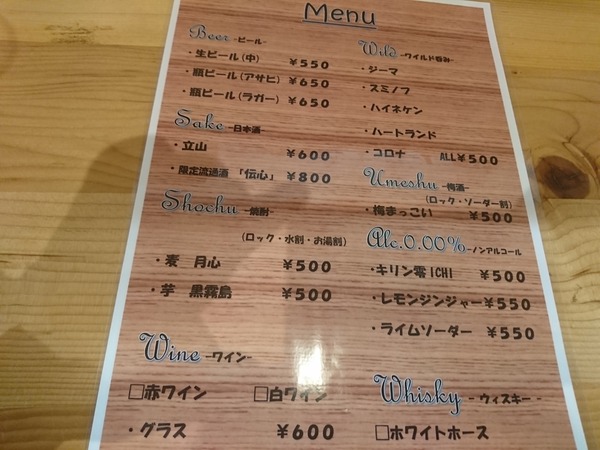 Menu
Beer -ビール-
・生ビール(中) ￥550
・瓶ビール(アサヒ) ￥650
・瓶ビール(ラガー) ￥650
Sake -日本酒-
・立山 ￥600
・限定流通酒 「伝心」 ￥800
Shochu -焼酎-
(ロック・水割・お湯割)
・麦 月心 ￥500
・芋 黒霧島 ￥500
Wine -ワイン-
□赤ワイン □白ワイン
・グラス ￥600
Wild -ワイルド呑み-
・ジーマ
・スミノフ
・ハイネケン
・ハートランド
・コロナ ALL￥500
Umeshu -梅酒-
(ロック・ソーダー割)
・梅まっこい ￥500
Alc.0.00% -ノンアルコール
・キリン零ICHI ￥500
・レモンジンジャー￥550
・ライムソーダー ￥550
Whisky - ウィスキー -
□ホワイトホース